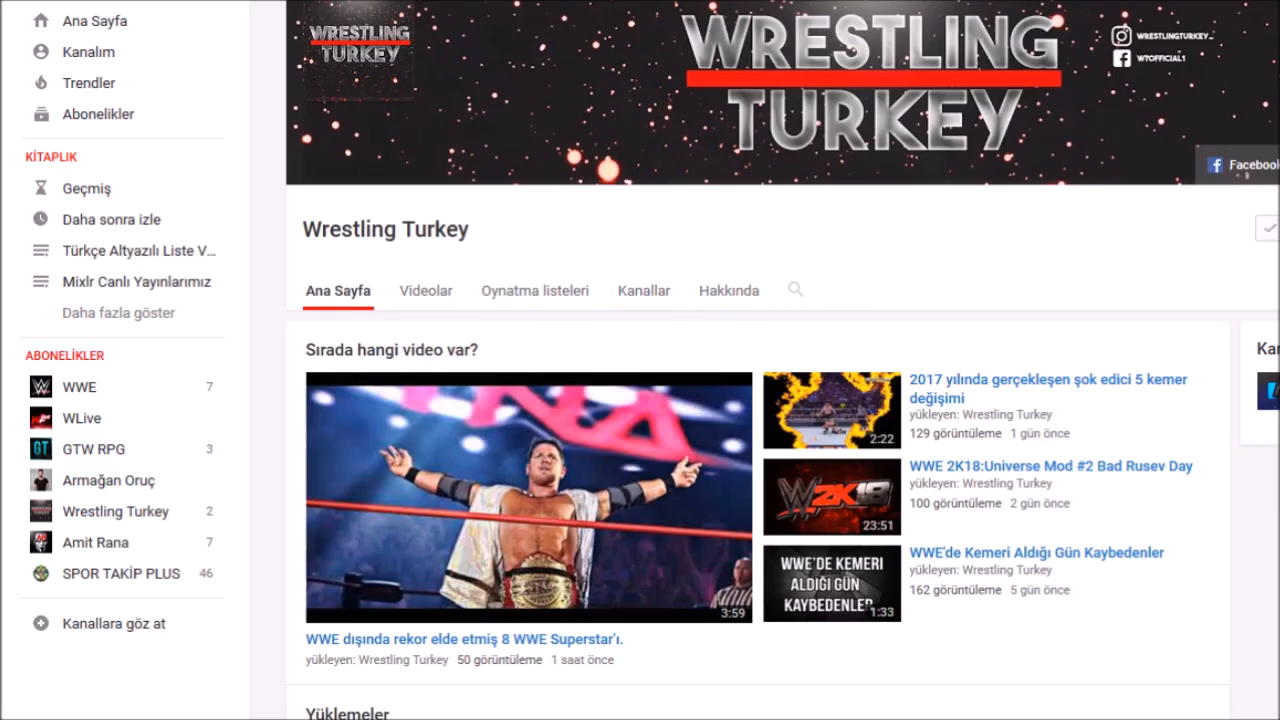 Ana Sayfa
Kanalım
Trendler
Abonelikler
KİTAPLIK
Geçmiş
Daha sonra izle
Türkçe Altyazılı Liste V...
Mixlr Canlı Yayınlarımız
Daha fazla göster
ABONELİKLER
WWE 7
WLive
GTW RPG 3
Armağan Oruç
Wrestling Turkey 2
Amit Rana 7
SPOR TAKİP PLUS 46
Kanallara göz at
WRESTLING
TURKEY
WRESTLING
TURKEY
WRESTLINGTURKEY_
WTOFFICIAL1
Facebook
Wrestling Turkey
Ana Sayfa Videolar Oynatma listeleri Kanallar Hakkında
Sırada hangi video var?
3:59
WWE dışında rekor elde etmiş 8 WWE Superstar'ı.
yükleyen: Wrestling Turkey 50 görüntüleme 1 saat önce
2:22
2017 yılında gerçekleşen şok edici 5 kemer
değişimi
yükleyen: Wrestling Turkey
129 görüntüleme 1 gün önce
2K18
23:51
WWE 2K18:Universe Mod #2 Bad Rusev Day
yükleyen: Wrestling Turkey
100 görüntüleme 2 gün önce
WWE'DE KEMERI
ALDIĞI GÜN
KAYBEDENLER
1:33
WWE'de Kemeri Aldığı Gün Kaybedenler
yükleyen: Wrestling Turkey
162 görüntüleme 5 gün önce
Kar
Yüklemeler